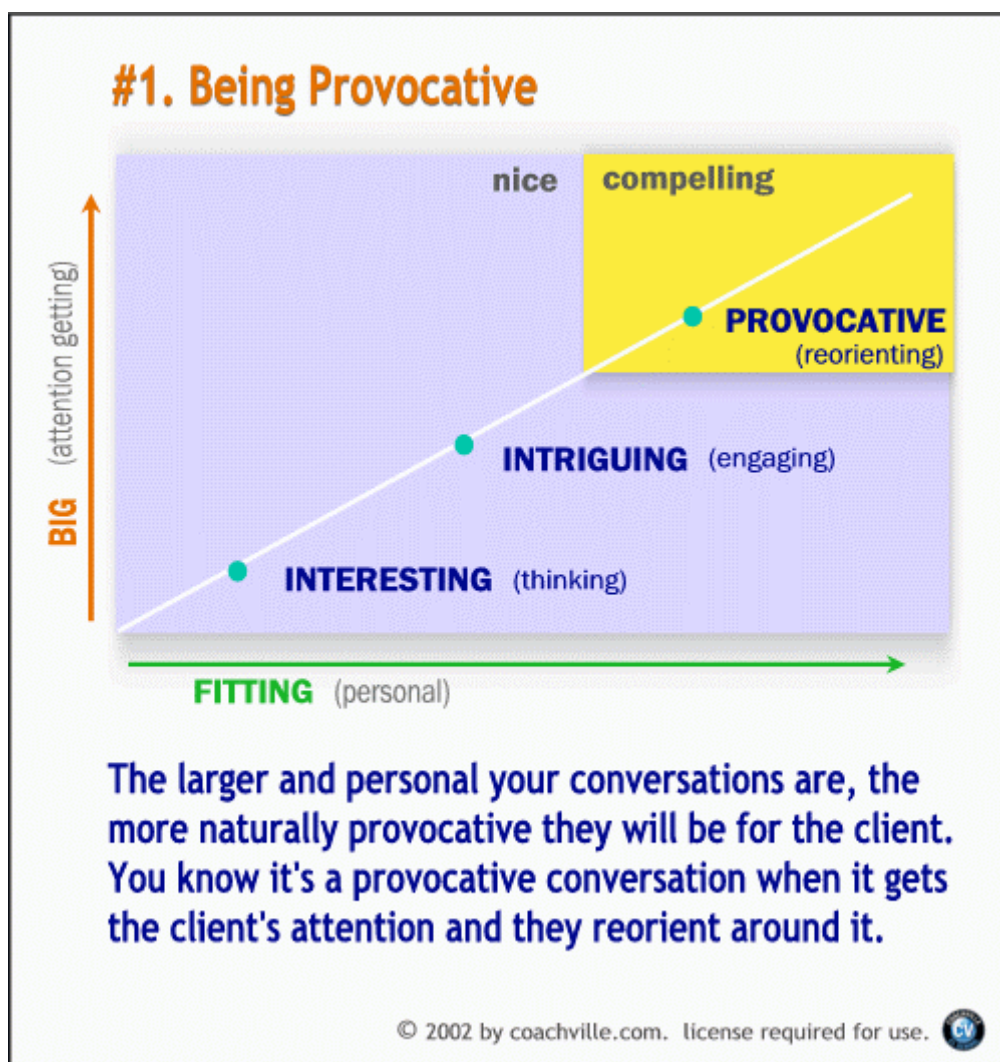 #1. Being Provocative
nice compelling
BIG (attention getting)
PROVOCATIVE
(reorienting)
INTRIGUING (engaging)
INTERESTING (thinking)
FITTING (personal)
The larger and personal your conversations are, the
more naturally provocative they will be for the client.
You know it's a provocative conversation when it gets
the client's attention and they reorient around it.
© 2002 by coachville.com. license required for use.
CV